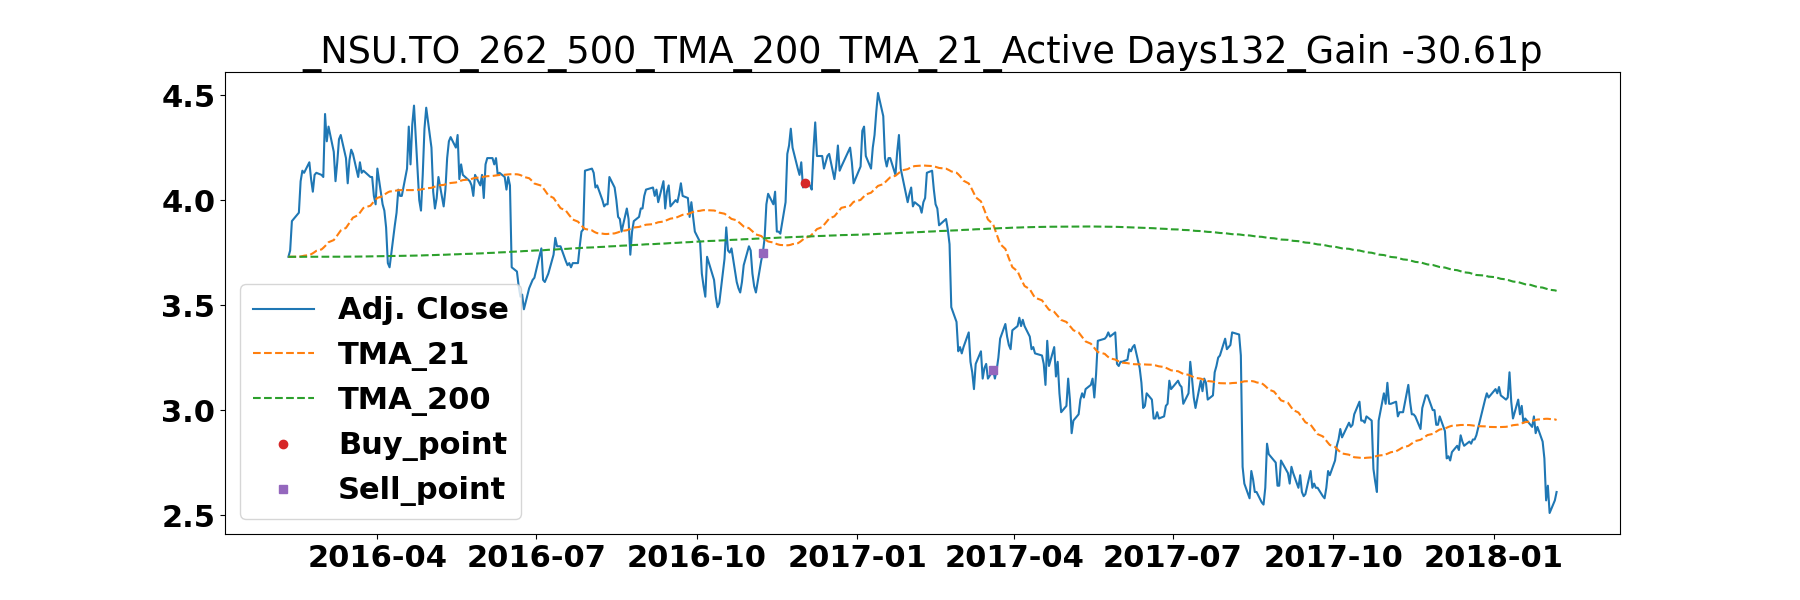 _NSU.TO_262_500_TMA_200_TMA_21_Active Days132_Gain -30.61p
4.5
4.0
3.5
3.0
2.5
Adj. Close
TMA_21
TMA_200
Buy_point
Sell_point
2016-04 2016-07 2016-10 2017-01 2017-04 2017-07 2017-10 2018-01